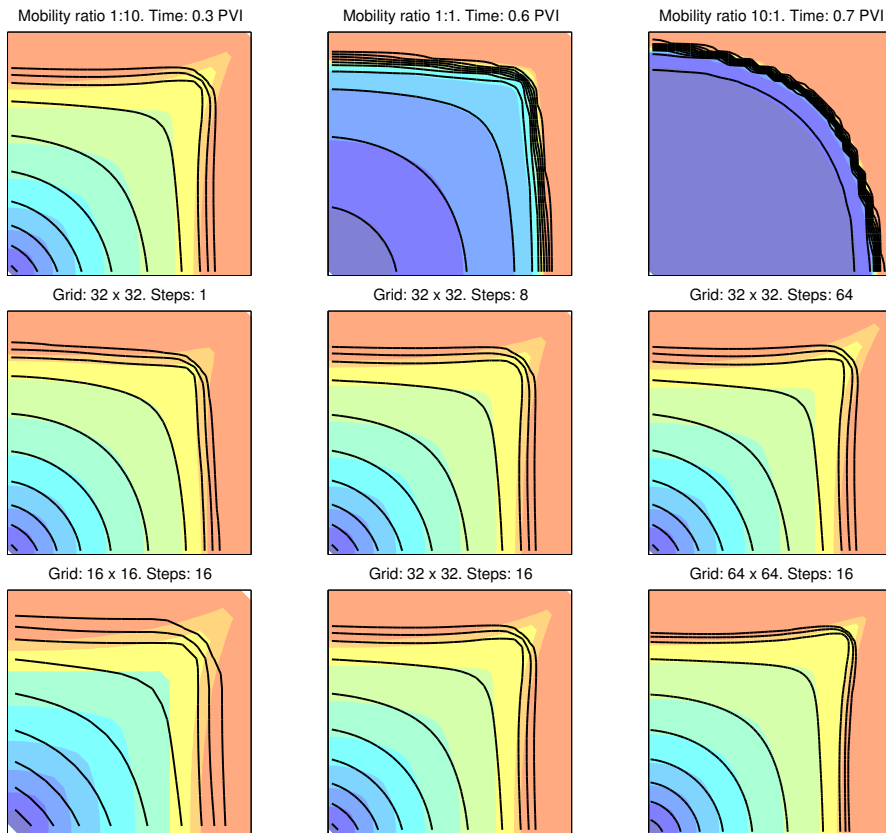 Mobility ratio 1:10. Time: 0.3 PVI
Mobility ratio 1:1. Time: 0.6 PVI
Mobility ratio 10:1. Time: 0.7 PVI
Grid: 32 x 32. Steps: 1
Grid: 32 x 32. Steps: 8
Grid: 32 x 32. Steps: 64
Grid: 16 x 16. Steps: 16
Grid: 32 x 32. Steps: 16
Grid: 64 x 64. Steps: 16